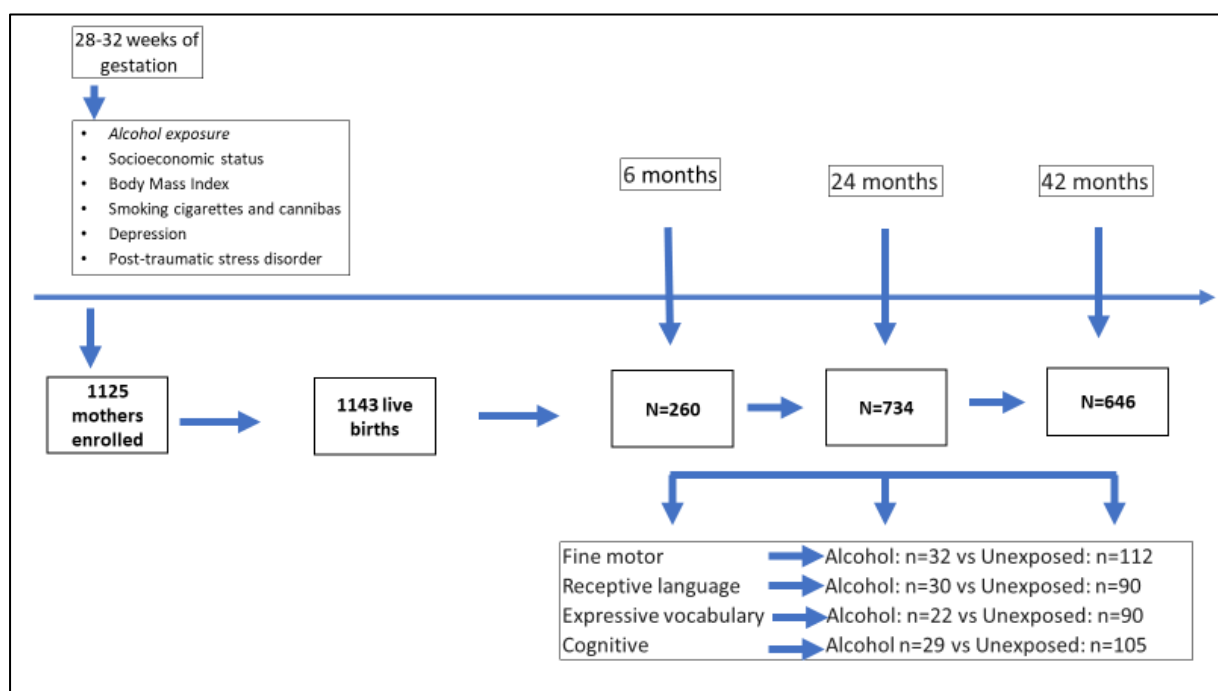 28-32 weeks of
gestation
• Alcohol exposure
• Socioeconomic status
• Body Mass Index
• Smoking cigarettes and cannibas
• Depression
• Post-traumatic stress disorder
6 months
24 months
42 months
1125
mothers
enrolled
1143 live
births
N=260
N=734
N=646
Fine motor Alcohol: n=32 vs Unexposed: n=112
Receptive language Alcohol: n=30 vs Unexposed: n=90
Expressive vocabulary Alcohol: n=22 vs Unexposed: n=90
Cognitive Alcohol n=29 vs Unexposed: n=105